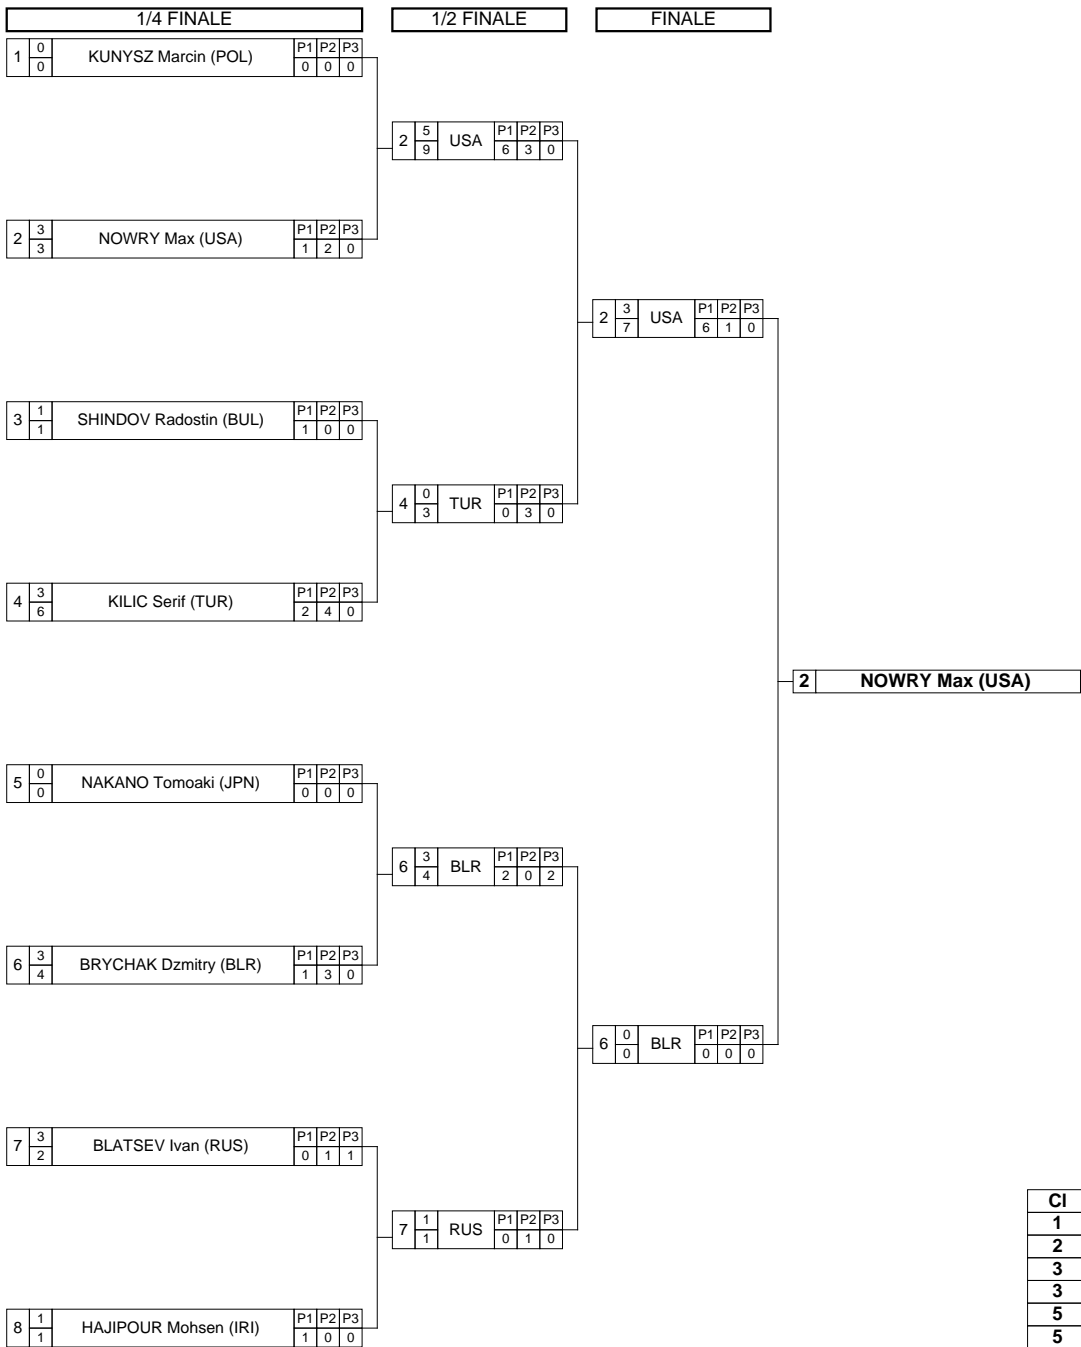 1/4 FINALE 1/2 FINALE FINALE
1 0 0 KUNYSZ Marcin (POL) P1 P2 P3 0 0 0
2 5 9 USA P1 P2 P3 6 3 0
2 3 3 NOWRY Max (USA) P1 P2 P3 1 2 0
2 3 7 USA P1 P2 P3 6 1 0
3 1 1 SHINDOV Radostin (BUL) P1 P2 P3 1 0 0
4 0 3 TUR P1 P2 P3 0 3 0
4 3 6 KILIC Serif (TUR) P1 P2 P3 2 4 0
2 NOWRY Max (USA)
5 0 0 NAKANO Tomoaki (JPN) P1 P2 P3 0 0 0
6 3 4 BLR P1 P2 P3 2 0 2
6 3 4 BRYCHAK Dzmitry (BLR) P1 P2 P3 1 3 0
6 0 0 BLR P1 P2 P3 0 0 0
7 3 2 BLATSEV Ivan (RUS) P1 P2 P3 0 1 1
7 1 1 RUS P1 P2 P3 0 1 0
8 1 1 HAJIPOUR Mohsen (IRI) P1 P2 P3 1 0 0
Cl
1
2
3
3
5
5